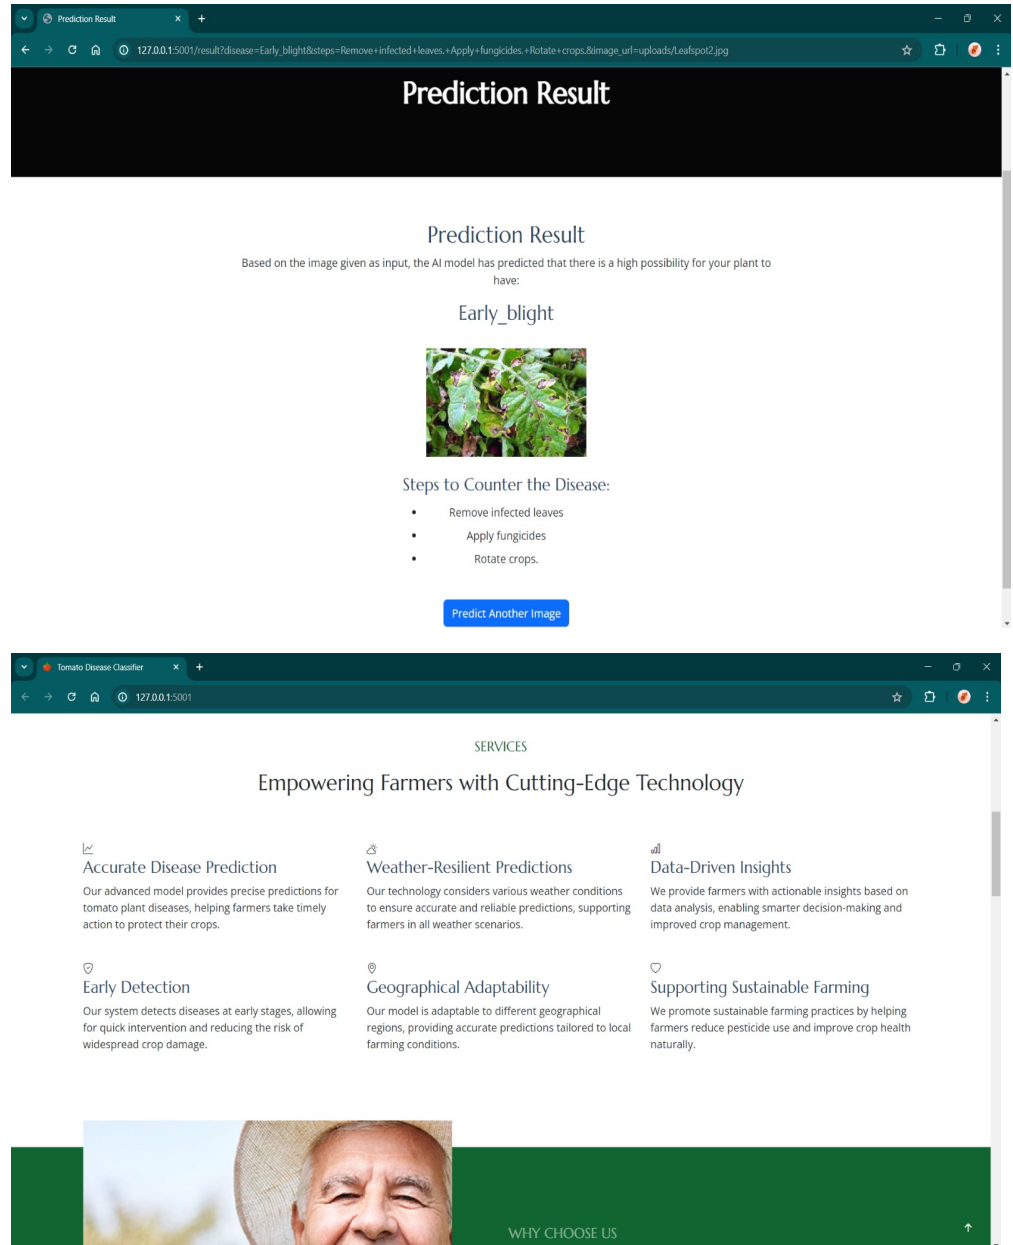 Prediction Result
127.0.0.1:5001/result?disease=Early_blight&steps=Remove+infected+leaves.+Apply+fungicides.+Rotate+crops.&image_url=uploads/Leafspot2.jpg
Prediction Result
Prediction Result
Based on the image given as input, the AI model has predicted that there is a high possibility for your plant to
have:
Early_blight
Steps to Counter the Disease:
• Remove infected leaves
• Apply fungicides
• Rotate crops.
Predict Another Image
Tomato Disease Classifier
127.0.0.1:5001
SERVICES
Empowering Farmers with Cutting-Edge Technology
Accurate Disease Prediction
Our advanced model provides precise predictions for
tomato plant diseases, helping farmers take timely
action to protect their crops.
Weather-Resilient Predictions
Our technology considers various weather conditions
to ensure accurate and reliable predictions, supporting
farmers in all weather scenarios.
Data-Driven Insights
We provide farmers with actionable insights based on
data analysis, enabling smarter decision-making and
improved crop management.
Early Detection
Our system detects diseases at early stages, allowing
for quick intervention and reducing the risk of
widespread crop damage.
Geographical Adaptability
Our model is adaptable to different geographical
regions, providing accurate predictions tailored to local
farming conditions.
Supporting Sustainable Farming
We promote sustainable farming practices by helping
farmers reduce pesticide use and improve crop health
naturally.
WHY CHOOSE US